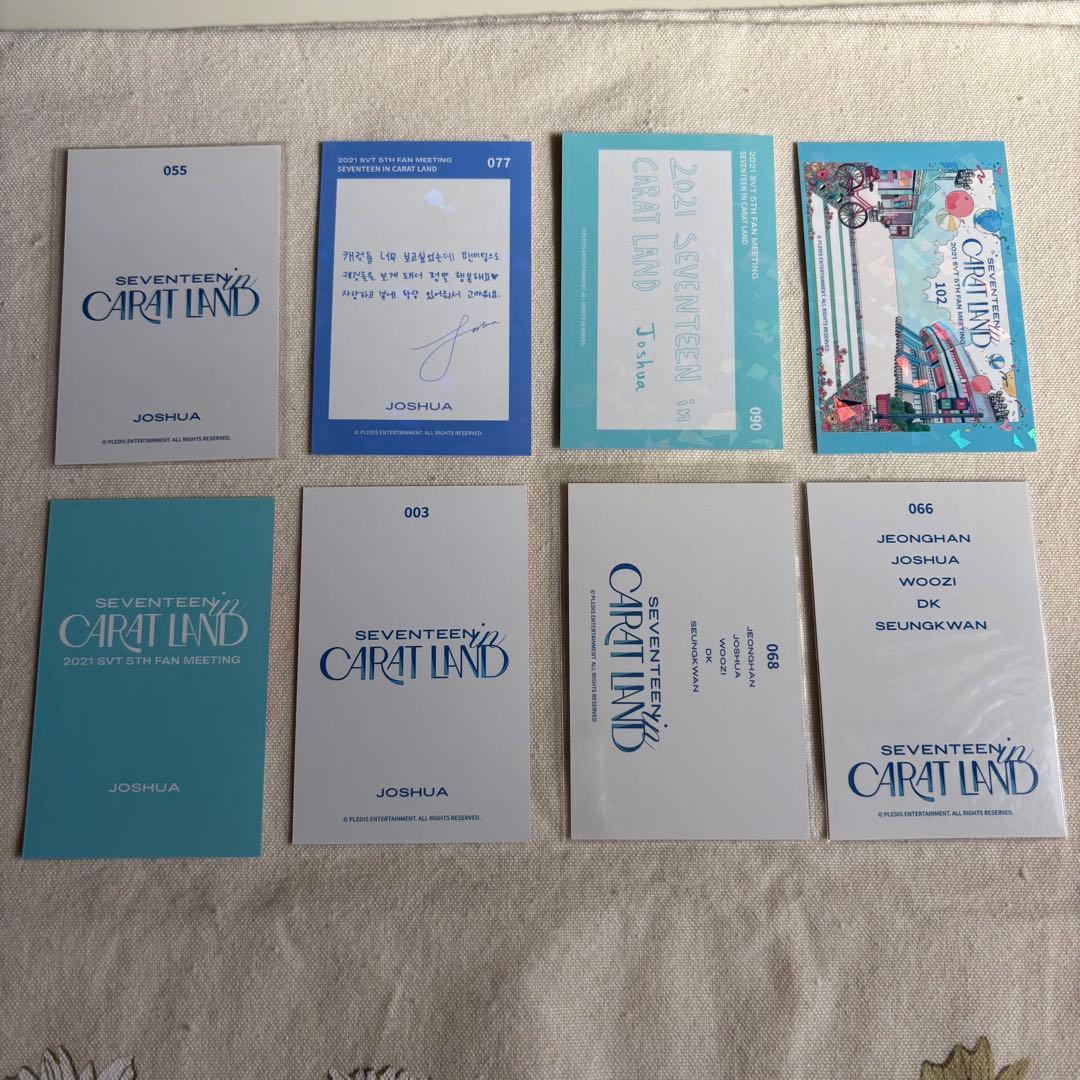 055
SEVENTEEN in
CARAT LAND
JOSHUA
© PLEDIS ENTERTAINMENT. ALL RIGHTS RESERVED.
2021 SVT 5TH FAN MEETING
SEVENTEEN IN CARAT LAND
077
캐럿들 너무 보고싶었는데 팬미팅으로
캐럿들을 보게 돼서 정말 행복해요♥
사랑하고 곁에 항상 있어줘서 고마워요.
Joshua
JOSHUA
2021 SVT 5TH FAN MEETING
SEVENTEEN IN CARAT LAND
2021 SEVENTEEN in
CARAT LAND Joshua
© PLEDIS ENTERTAINMENT. ALL RIGHTS RESERVED.
090
SEVENTEEN in
CARAT LAND
2021 SVT 5TH FAN MEETING
102
© PLEDIS ENTERTAINMENT. ALL RIGHTS RESERVED.
SEVENTEEN in
CARAT LAND
2021 SVT 5TH FAN MEETING
JOSHUA
003
SEVENTEEN in
CARAT LAND
JOSHUA
© PLEDIS ENTERTAINMENT. ALL RIGHTS RESERVED.
068
JEONGHAN
JOSHUA
WOOZI
DK
SEUNGKWAN
SEVENTEEN in
CARAT LAND
© PLEDIS ENTERTAINMENT. ALL RIGHTS RESERVED
066
JEONGHAN
JOSHUA
WOOZI
DK
SEUNGKWAN
SEVENTEEN in
CARAT LAND
© PLEDIS ENTERTAINMENT. ALL RIGHTS RESERVED.